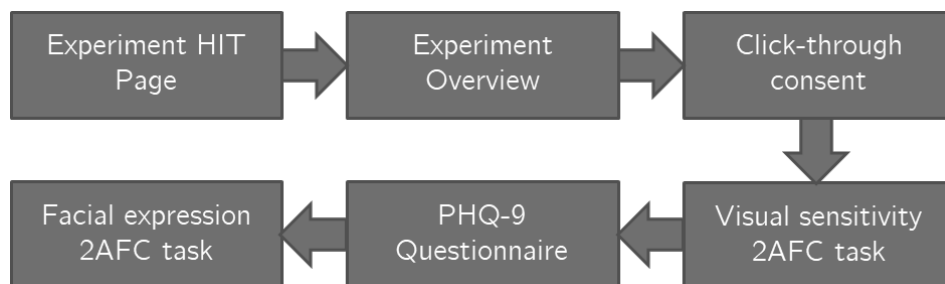 Experiment HIT
Page
Experiment
Overview
Click-through
consent
Visual sensitivity
2AFC task
PHQ-9
Questionnaire
Facial expression
2AFC task